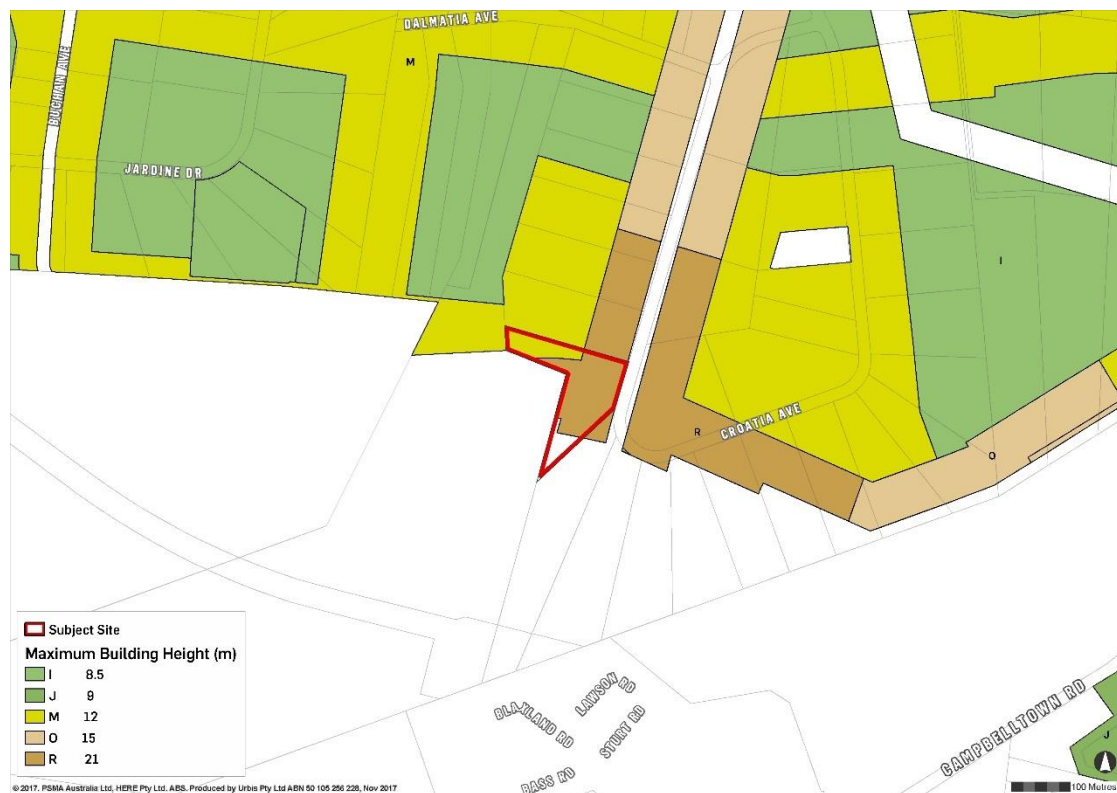 DALMATIA AVE
M
BUCHAN AVE
JARDINE DR
I
CROATIA AVE
R
O
BLAXLAND RD
LAWSON RD
STURT RD
BASS RD
CAMPBELLTOWN RD
J
Subject Site
Maximum Building Height (m)
I 8.5
J 9
M 12
O 15
R 21
© 2017. PSMA Australia Ltd, HERE Pty Ltd. ABS. Produced by Urbis Pty Ltd ABN 50 105 256 228, Nov 2017
100 Metres